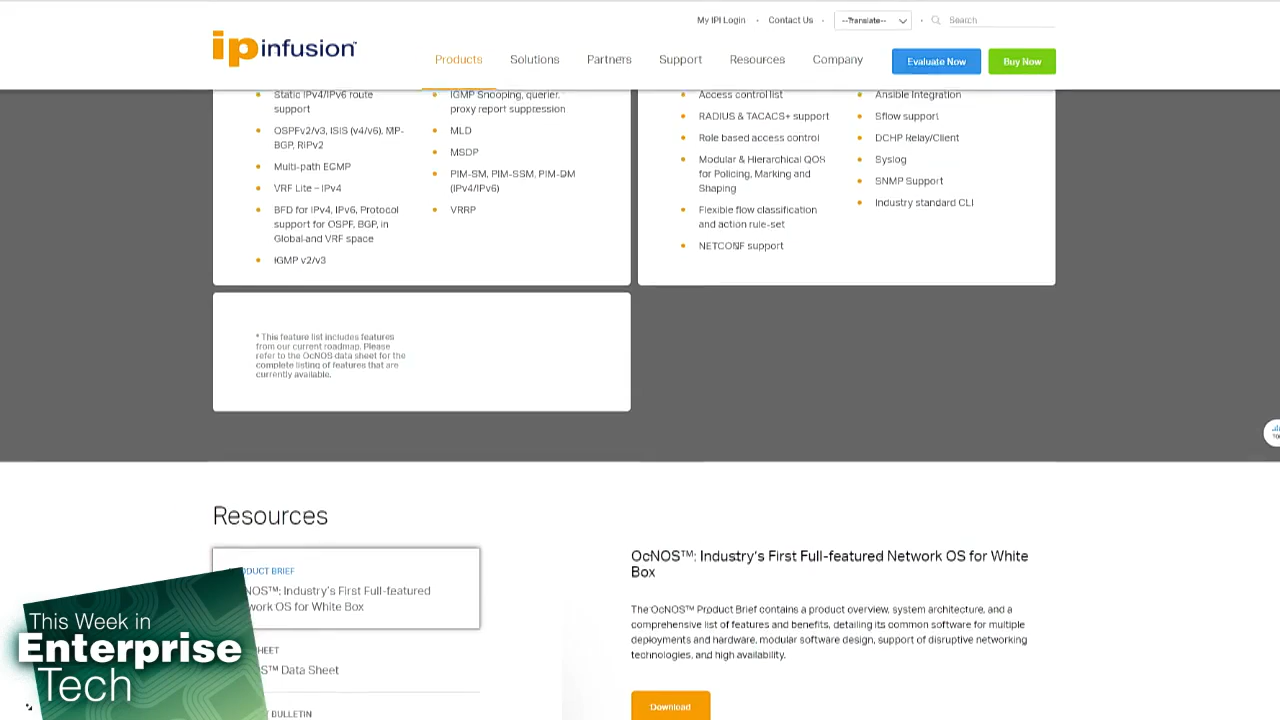 My IPI Login
Contact Us
--Translate--
Search
ip infusion™
Products
Solutions
Partners
Support
Resources
Company
Evaluate Now
Buy Now
Static IPv4/IPv6 route
support
OSPFv2/v3, ISIS (v4/v6), MP-
BGP, RIPv2
Multi-path ECMP
VRF Lite – IPv4
BFD for IPv4, IPv6, Protocol
support for OSPF, BGP, in
Global and VRF space
IGMP v2/v3
IGMP Snooping, querier,
proxy report suppression
MLD
MSDP
PIM-SM, PIM-SSM, PIM-DM
(IPv4/IPv6)
VRRP
Access control list
RADIUS & TACACS+ support
Role based access control
Modular & Hierarchical QOS
for Policing, Marking and
Shaping
Flexible flow classification
and action rule-set
NETCONF support
Ansible Integration
Sflow support
DCHP Relay/Client
Syslog
SNMP Support
Industry standard CLI
* This feature list includes features
from our current roadmap. Please
refer to the OcNOS data sheet for the
complete listing of features that are
currently available.
Resources
ODUCT BRIEF
NOS™: Industry's First Full-featured
work OS for White Box
HEET
S™ Data Sheet
Y BULLETIN
OcNOS™: Industry's First Full-featured Network OS for White
Box
The OcNOS™ Product Brief contains a product overview, system architecture, and a
comprehensive list of features and benefits, detailing its common software for multiple
deployments and hardware, modular software design, support of disruptive networking
technologies, and high availability.
Download
This Week in
Enterprise
Tech